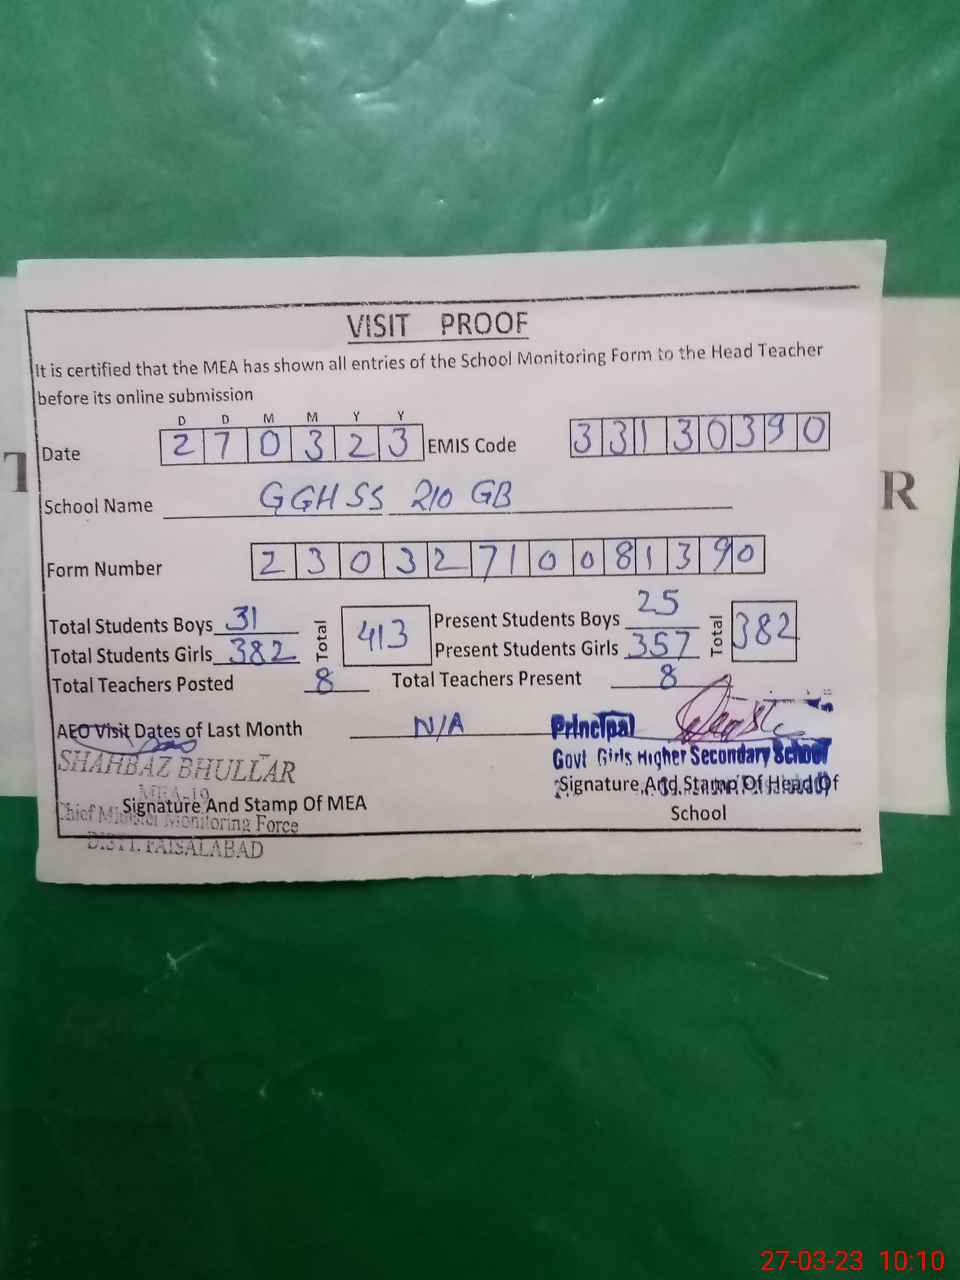 VISIT PROOF
It is certified that the MEA has shown all entries of the School Monitoring Form to the Head Teacher
before its online submission
D D M M Y Y
Date 2 7 0 3 2 3 EMIS Code 3 3 1 3 0 3 9 0
School Name GGHSS 210 GB
Form Number 2 3 0 3 2 7 1 0 0 8 1 3 9 0
Total Students Boys 31 Total 413 Present Students Boys 25 Total 382
Total Students Girls 382 Present Students Girls 357
Total Teachers Posted 8 Total Teachers Present 8
AEO Visit Dates of Last Month N/A Principal
SHAHBAZ BHULLAR Govt Girls Higher Secondary School
MEA-19
Signature And Stamp Of MEA Signature And Stamp Of Head Of
School
Chief Minister Monitoring Force
DISTT. FAISALABAD
T
R
27-03-23 10:10